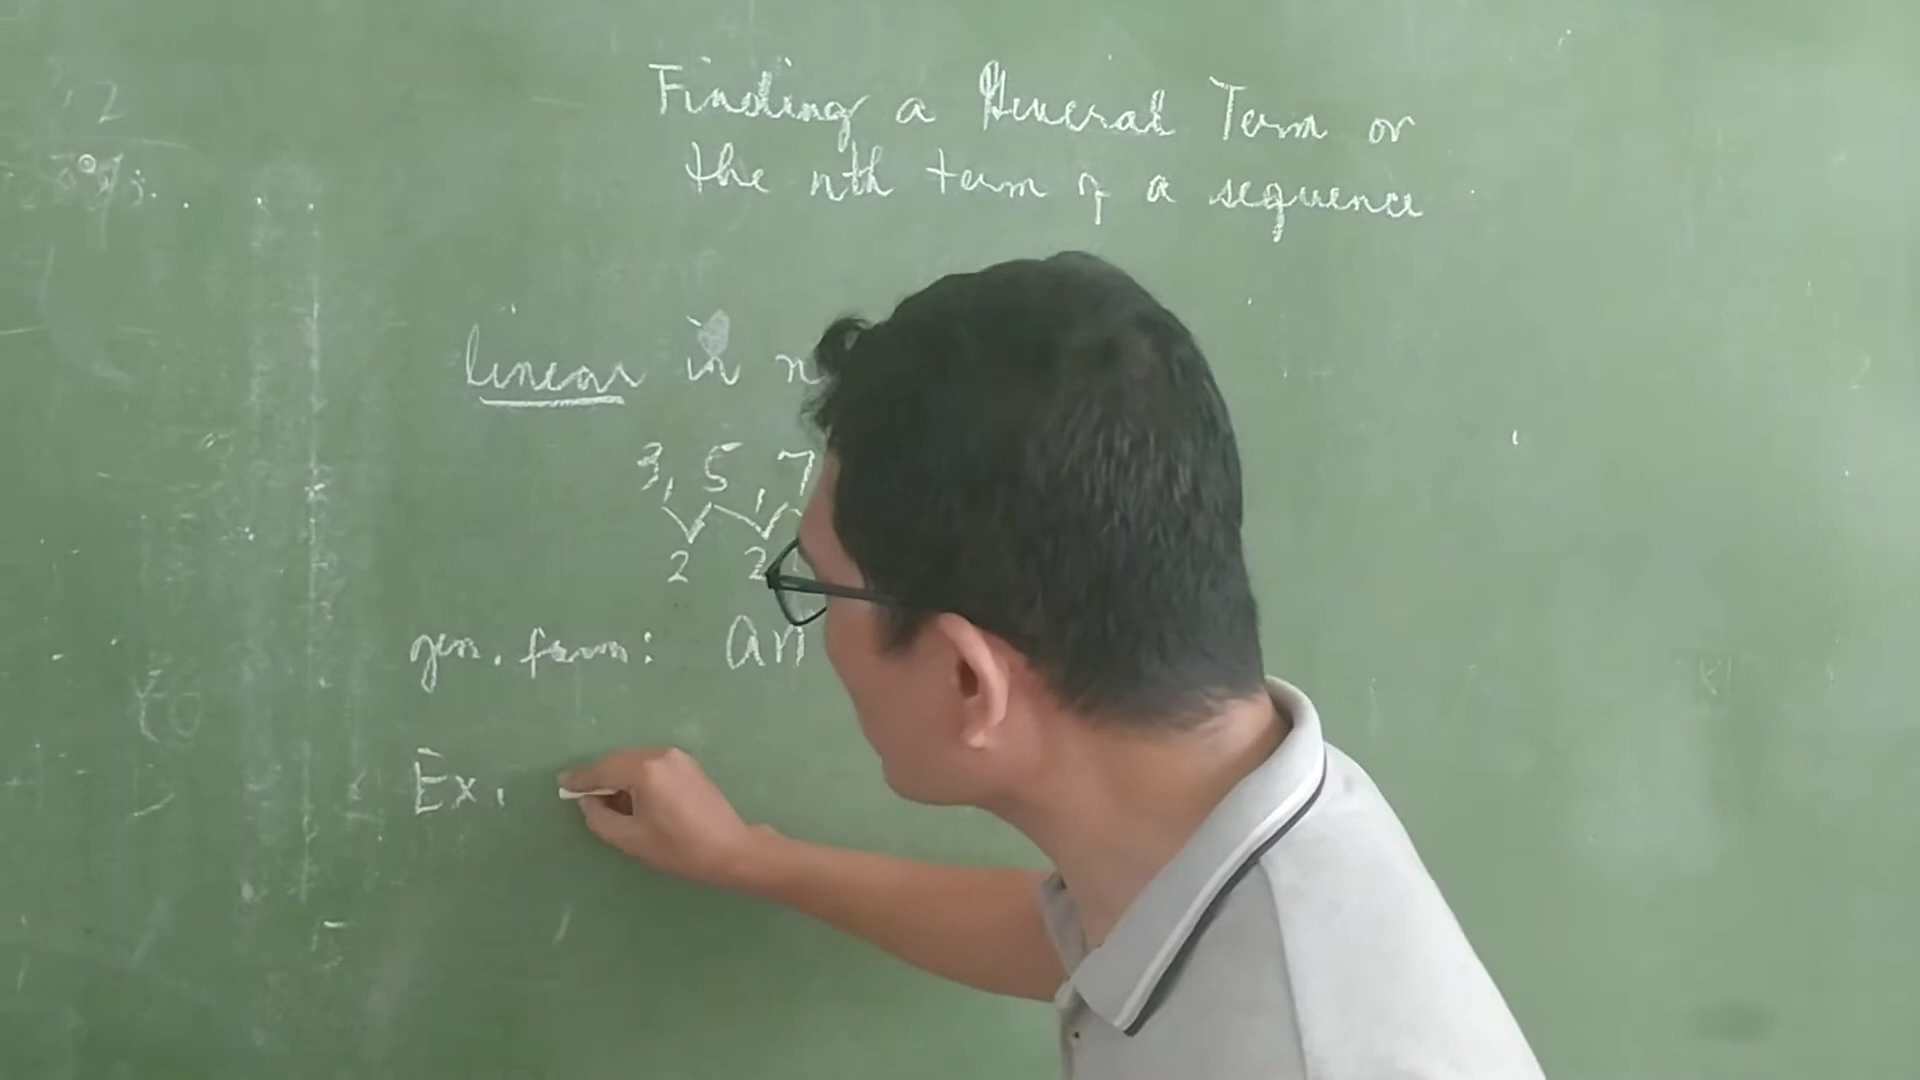 Finding a General Term or
the nth term of a sequence
linear in n
3, 5, 7
2 2
gen. form: an
Ex.